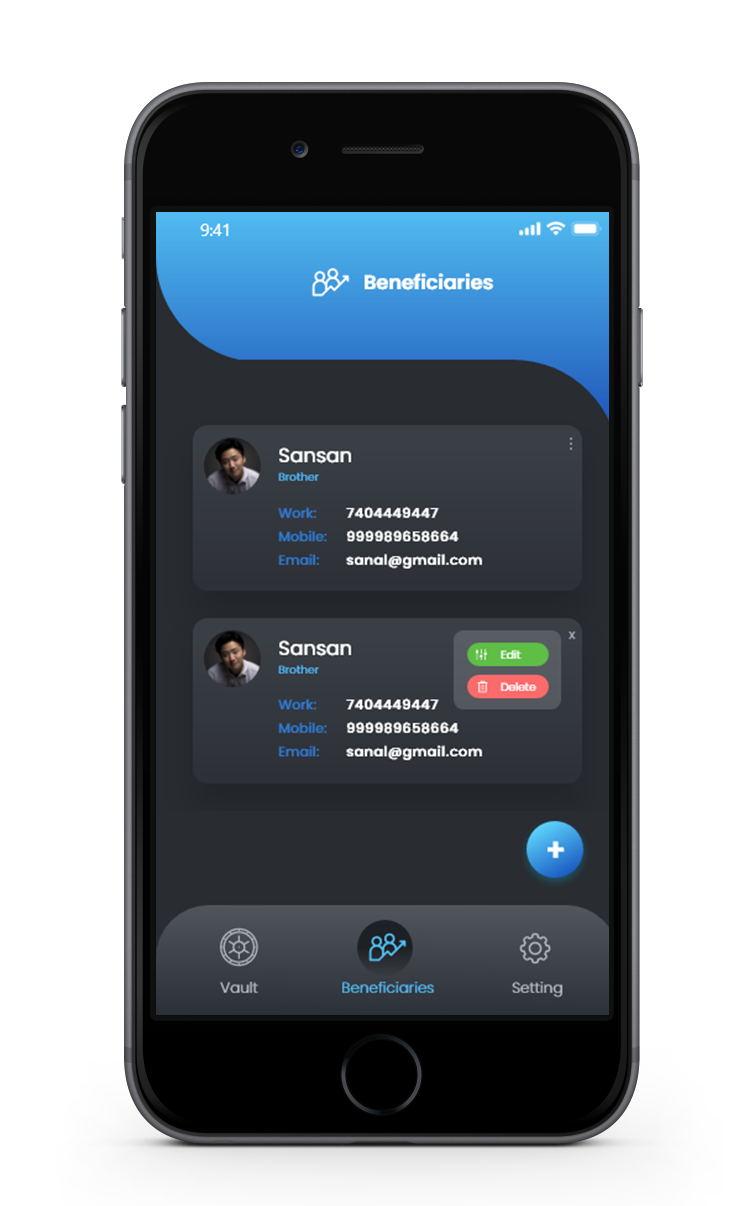 9:41
Beneficiaries
Sansan
Brother
Work: 7404449447
Mobile: 999989658664
Email: sanal@gmail.com
x
Sansan
Edit
Brother
Delete
Work: 7404449447
Mobile: 999989658664
Email: sanal@gmail.com
+
Vault Beneficiaries Setting